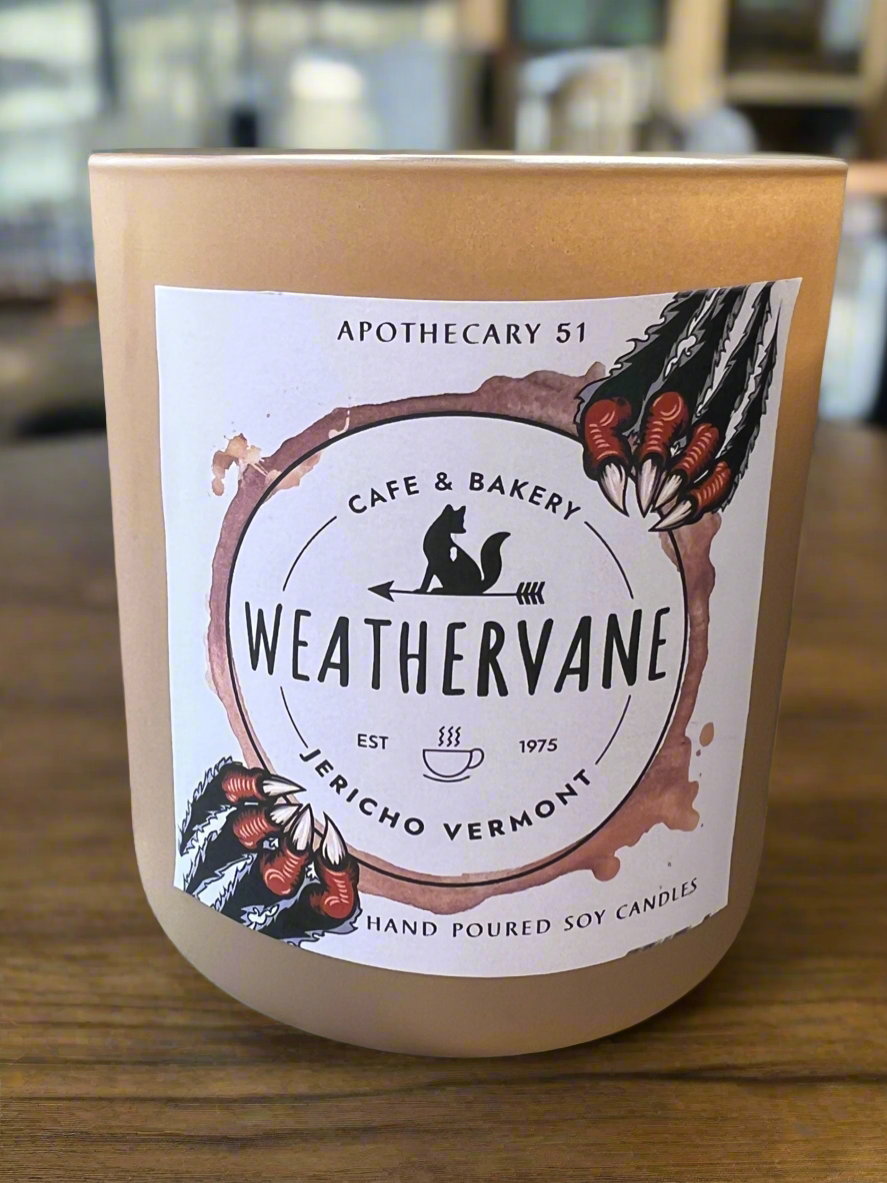 APOTHECARY 51
CAFE & BAKERY
WEATHERVANE
EST 1975
JERICHO VERMONT
HAND POURED SOY CANDLES